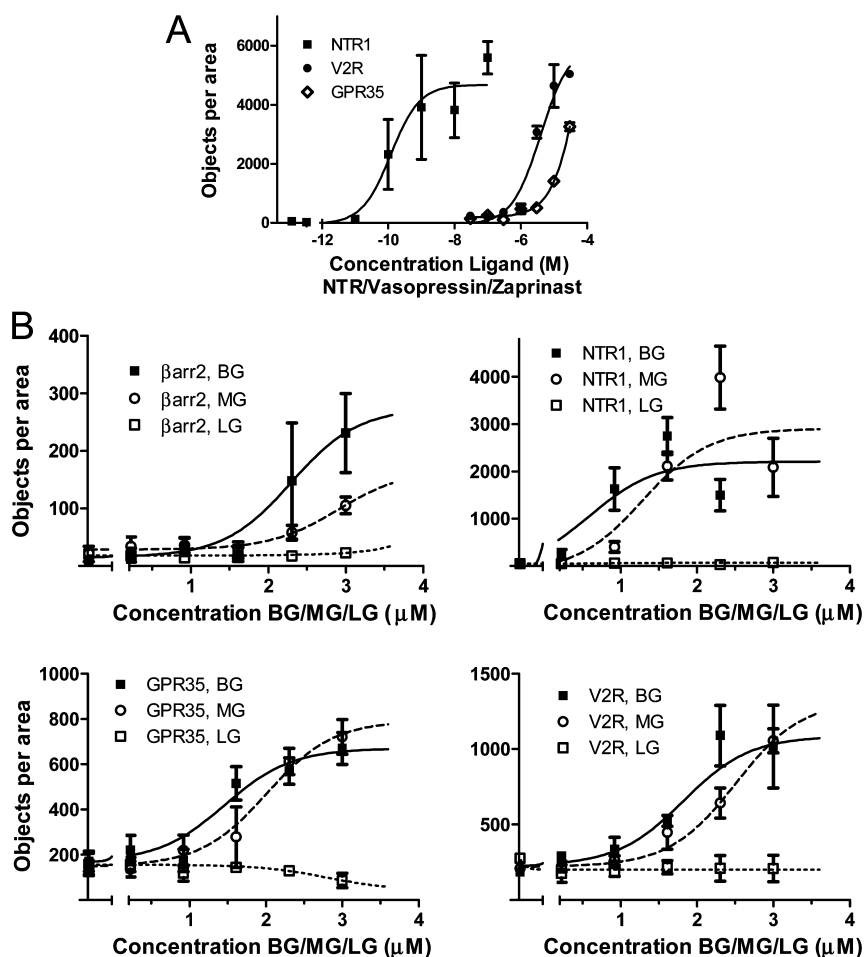 A
Objects per area
6000
4000
2000
0
NTR1
V2R
GPR35
-12 -10 -8 -6 -4
Concentration Ligand (M)
NTR/Vasopressin/Zaprinast
B
Objects per area
400
300
200
100
βarr2, BG
βarr2, MG
βarr2, LG
1 2 3 4
Concentration BG/MG/LG (μM)
4000
3000
2000
1000
NTR1, BG
NTR1, MG
NTR1, LG
1 2 3 4
Concentration BG/MG/LG (μM)
Objects per area
1000
800
600
400
200
GPR35, BG
GPR35, MG
GPR35, LG
1 2 3 4
Concentration BG/MG/LG (μM)
1500
1000
500
V2R, BG
V2R, MG
V2R, LG
1 2 3 4
Concentration BG/MG/LG (μM)